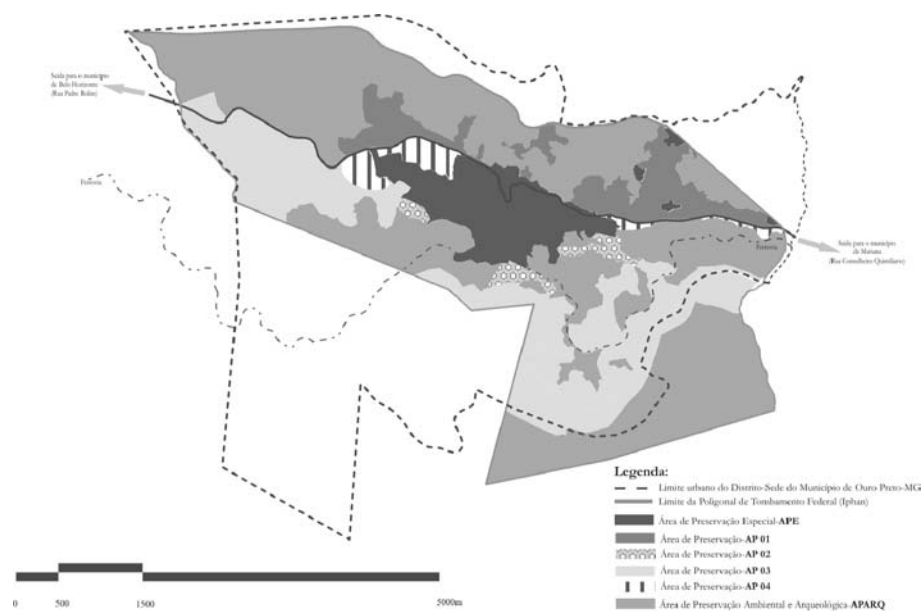 Saída para o município
de Belo Horizonte
(Rua Padre Rolim)
Ferrovia
Ferrovia
Saída para o município
de Mariana
(Rua Conselheiro Quintiliano)
Legenda:
Limite urbano do Distrito-Sede do Município de Ouro Preto-MG
Limite da Poligonal de Tombamento Federal (Iphan)
Área de Preservação Especial-APE
Área de Preservação-AP 01
Área de Preservação-AP 02
Área de Preservação-AP 03
Área de Preservação-AP 04
Área de Preservação Ambiental e Arqueológica-APARQ
0 500 1500 5000m